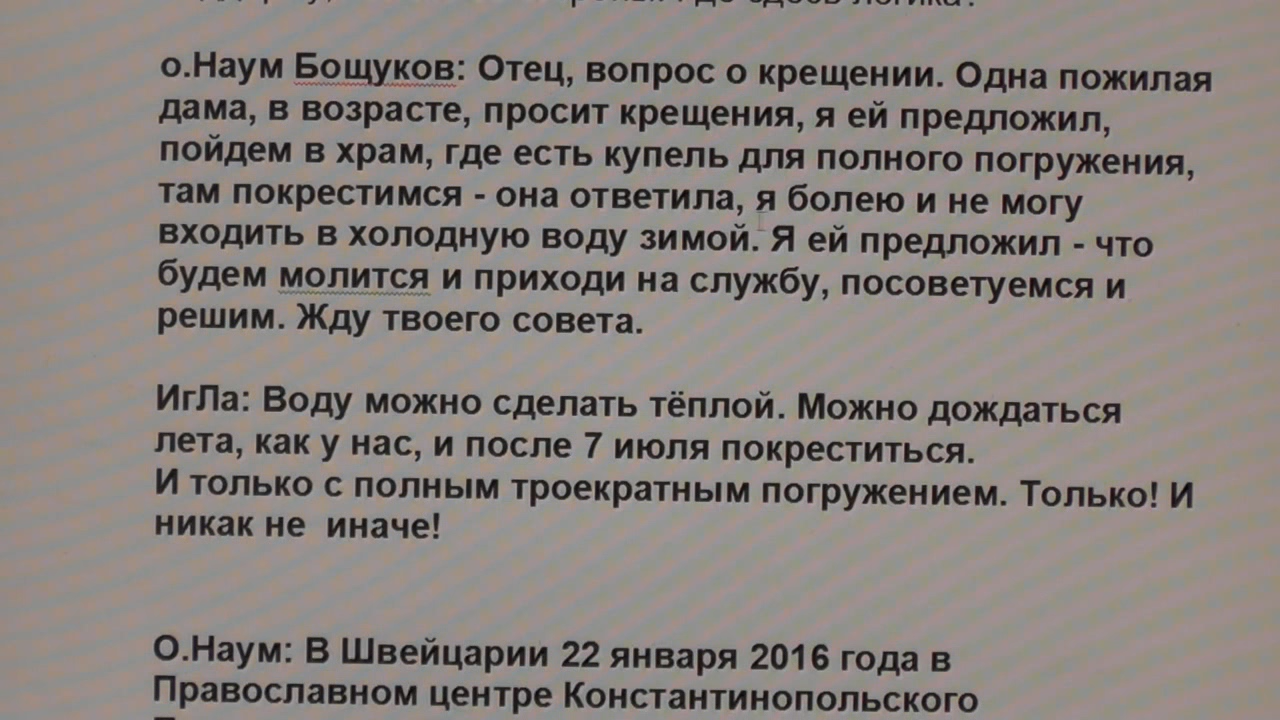 где здесь логика?
о.Наум Бощуков: Отец, вопрос о крещении. Одна пожилая
дама, в возрасте, просит крещения, я ей предложил,
пойдем в храм, где есть купель для полного погружения,
там покрестимся - она ответила, я болею и не могу
входить в холодную воду зимой. Я ей предложил - что
будем молится и приходи на службу, посоветуемся и
решим. Жду твоего совета.
ИгЛа: Воду можно сделать тёплой. Можно дождаться
лета, как у нас, и после 7 июля покреститься.
И только с полным троекратным погружением. Только! И
никак не  иначе!
О.Наум: В Швейцарии 22 января 2016 года в
Православном центре Константинопольского